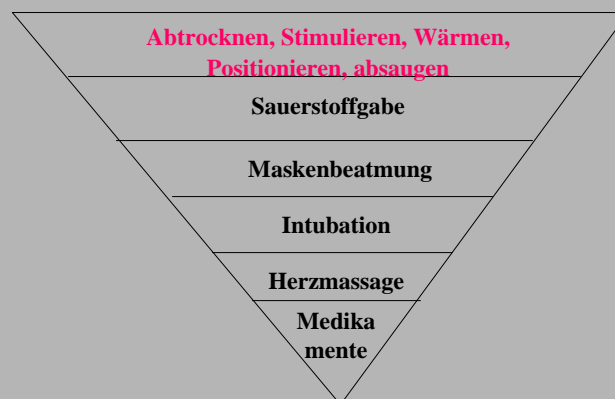 Abtrocknen, Stimulieren, Wärmen,
Positionieren, absaugen
Sauerstoffgabe
Maskenbeatmung
Intubation
Herzmassage
Medika
mente